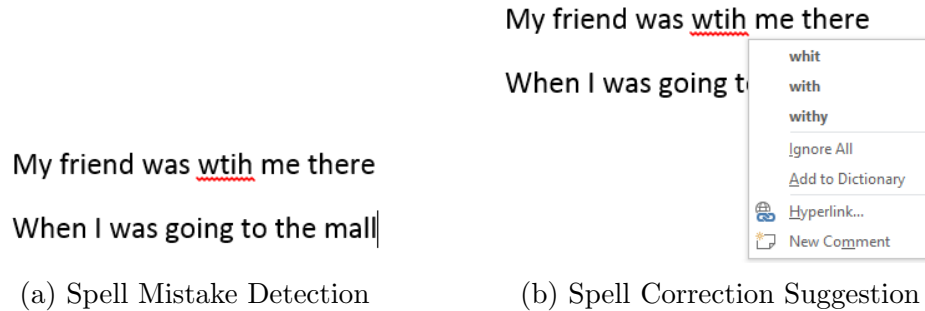 My friend was wtih me there
When I was going to the mall
(a) Spell Mistake Detection
My friend was wtih me there
When I was going t
whit
with
withy
Ignore All
Add to Dictionary
Hyperlink...
New Comment
(b) Spell Correction Suggestion